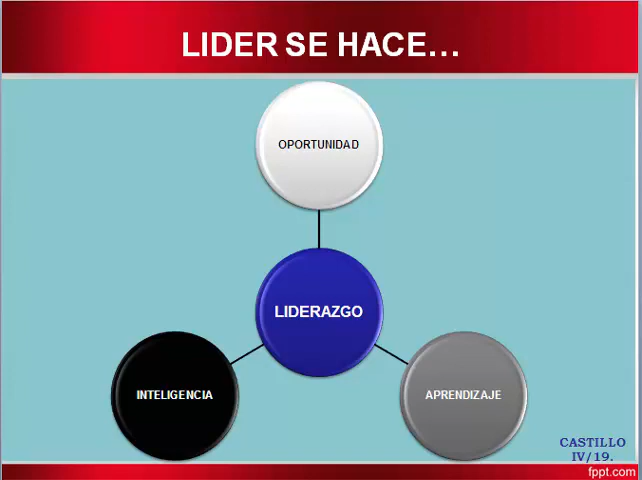 LIDER SE HACE...
OPORTUNIDAD
LIDERAZGO
INTELIGENCIA
APRENDIZAJE
CASTILLO
IV/19.
fppt.com